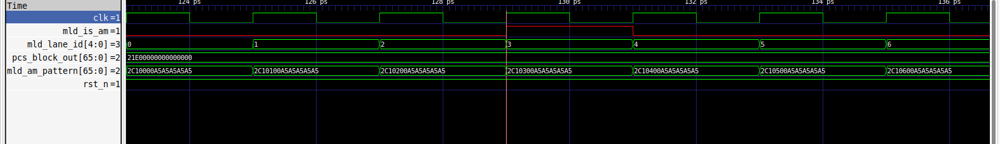 Time 124 ps 126 ps 128 ps 130 ps 132 ps 134 ps 136 ps
clk=1
mld_is_am=1
mld_lane_id[4:0]=3 0 1 2 3 4 5 6
pcs_block_out[65:0]=2 21E00000000000000
mld_am_pattern[65:0]=2 2C10000A5A5A5A5A5 2C10100A5A5A5A5A5 2C10200A5A5A5A5A5 2C10300A5A5A5A5A5 2C10400A5A5A5A5A5 2C10500A5A5A5A5A5 2C10600A5A5A5A5A5
rst_n=1